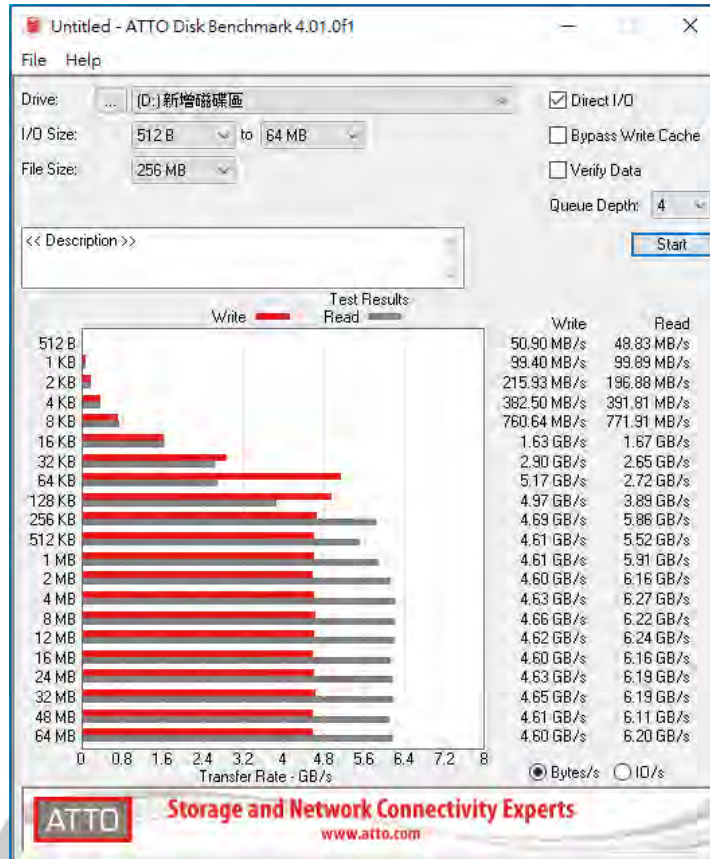 Untitled - ATTO Disk Benchmark 4.01.0f1
File Help
Drive: ... (D:)新增磁碟區
Direct I/O
I/O Size: 512 B to 64 MB
Bypass Write Cache
File Size: 256 MB
Verify Data
Queue Depth: 4
<< Description >>
Start
Test Results
Write Read
Write Read
512 B 50.90 MB/s 48.83 MB/s
1 KB 99.40 MB/s 99.89 MB/s
2 KB 215.93 MB/s 196.88 MB/s
4 KB 382.50 MB/s 391.81 MB/s
8 KB 760.64 MB/s 771.91 MB/s
16 KB 1.63 GB/s 1.67 GB/s
32 KB 2.90 GB/s 2.65 GB/s
64 KB 5.17 GB/s 2.72 GB/s
128 KB 4.97 GB/s 3.89 GB/s
256 KB 4.69 GB/s 5.86 GB/s
512 KB 4.61 GB/s 5.52 GB/s
1 MB 4.61 GB/s 5.91 GB/s
2 MB 4.60 GB/s 6.16 GB/s
4 MB 4.63 GB/s 6.27 GB/s
8 MB 4.66 GB/s 6.22 GB/s
12 MB 4.62 GB/s 6.24 GB/s
16 MB 4.60 GB/s 6.16 GB/s
24 MB 4.63 GB/s 6.19 GB/s
32 MB 4.65 GB/s 6.19 GB/s
48 MB 4.61 GB/s 6.11 GB/s
64 MB 4.60 GB/s 6.20 GB/s
0 0.8 1.6 2.4 3.2 4 4.8 5.6 6.4 7.2 8
Transfer Rate - GB/s
Bytes/s IO/s
ATTO
Storage and Network Connectivity Experts
www.atto.com